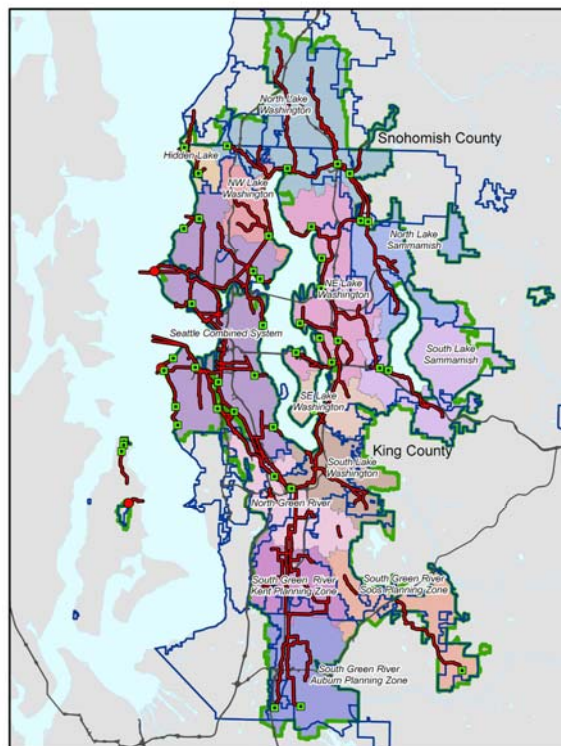 North Lake
Washington
Snohomish County
Hidden Lake
NW Lake
Washington
North Lake
Sammamish
NE Lake
Washington
Seattle Combined System
South Lake
Sammamish
SE Lake
Washington
King County
South Lake
Washington
North Green River
South Green River
Kent Planning Zone
South Green River
Soos Planning Zone
South Green River
Auburn Planning Zone